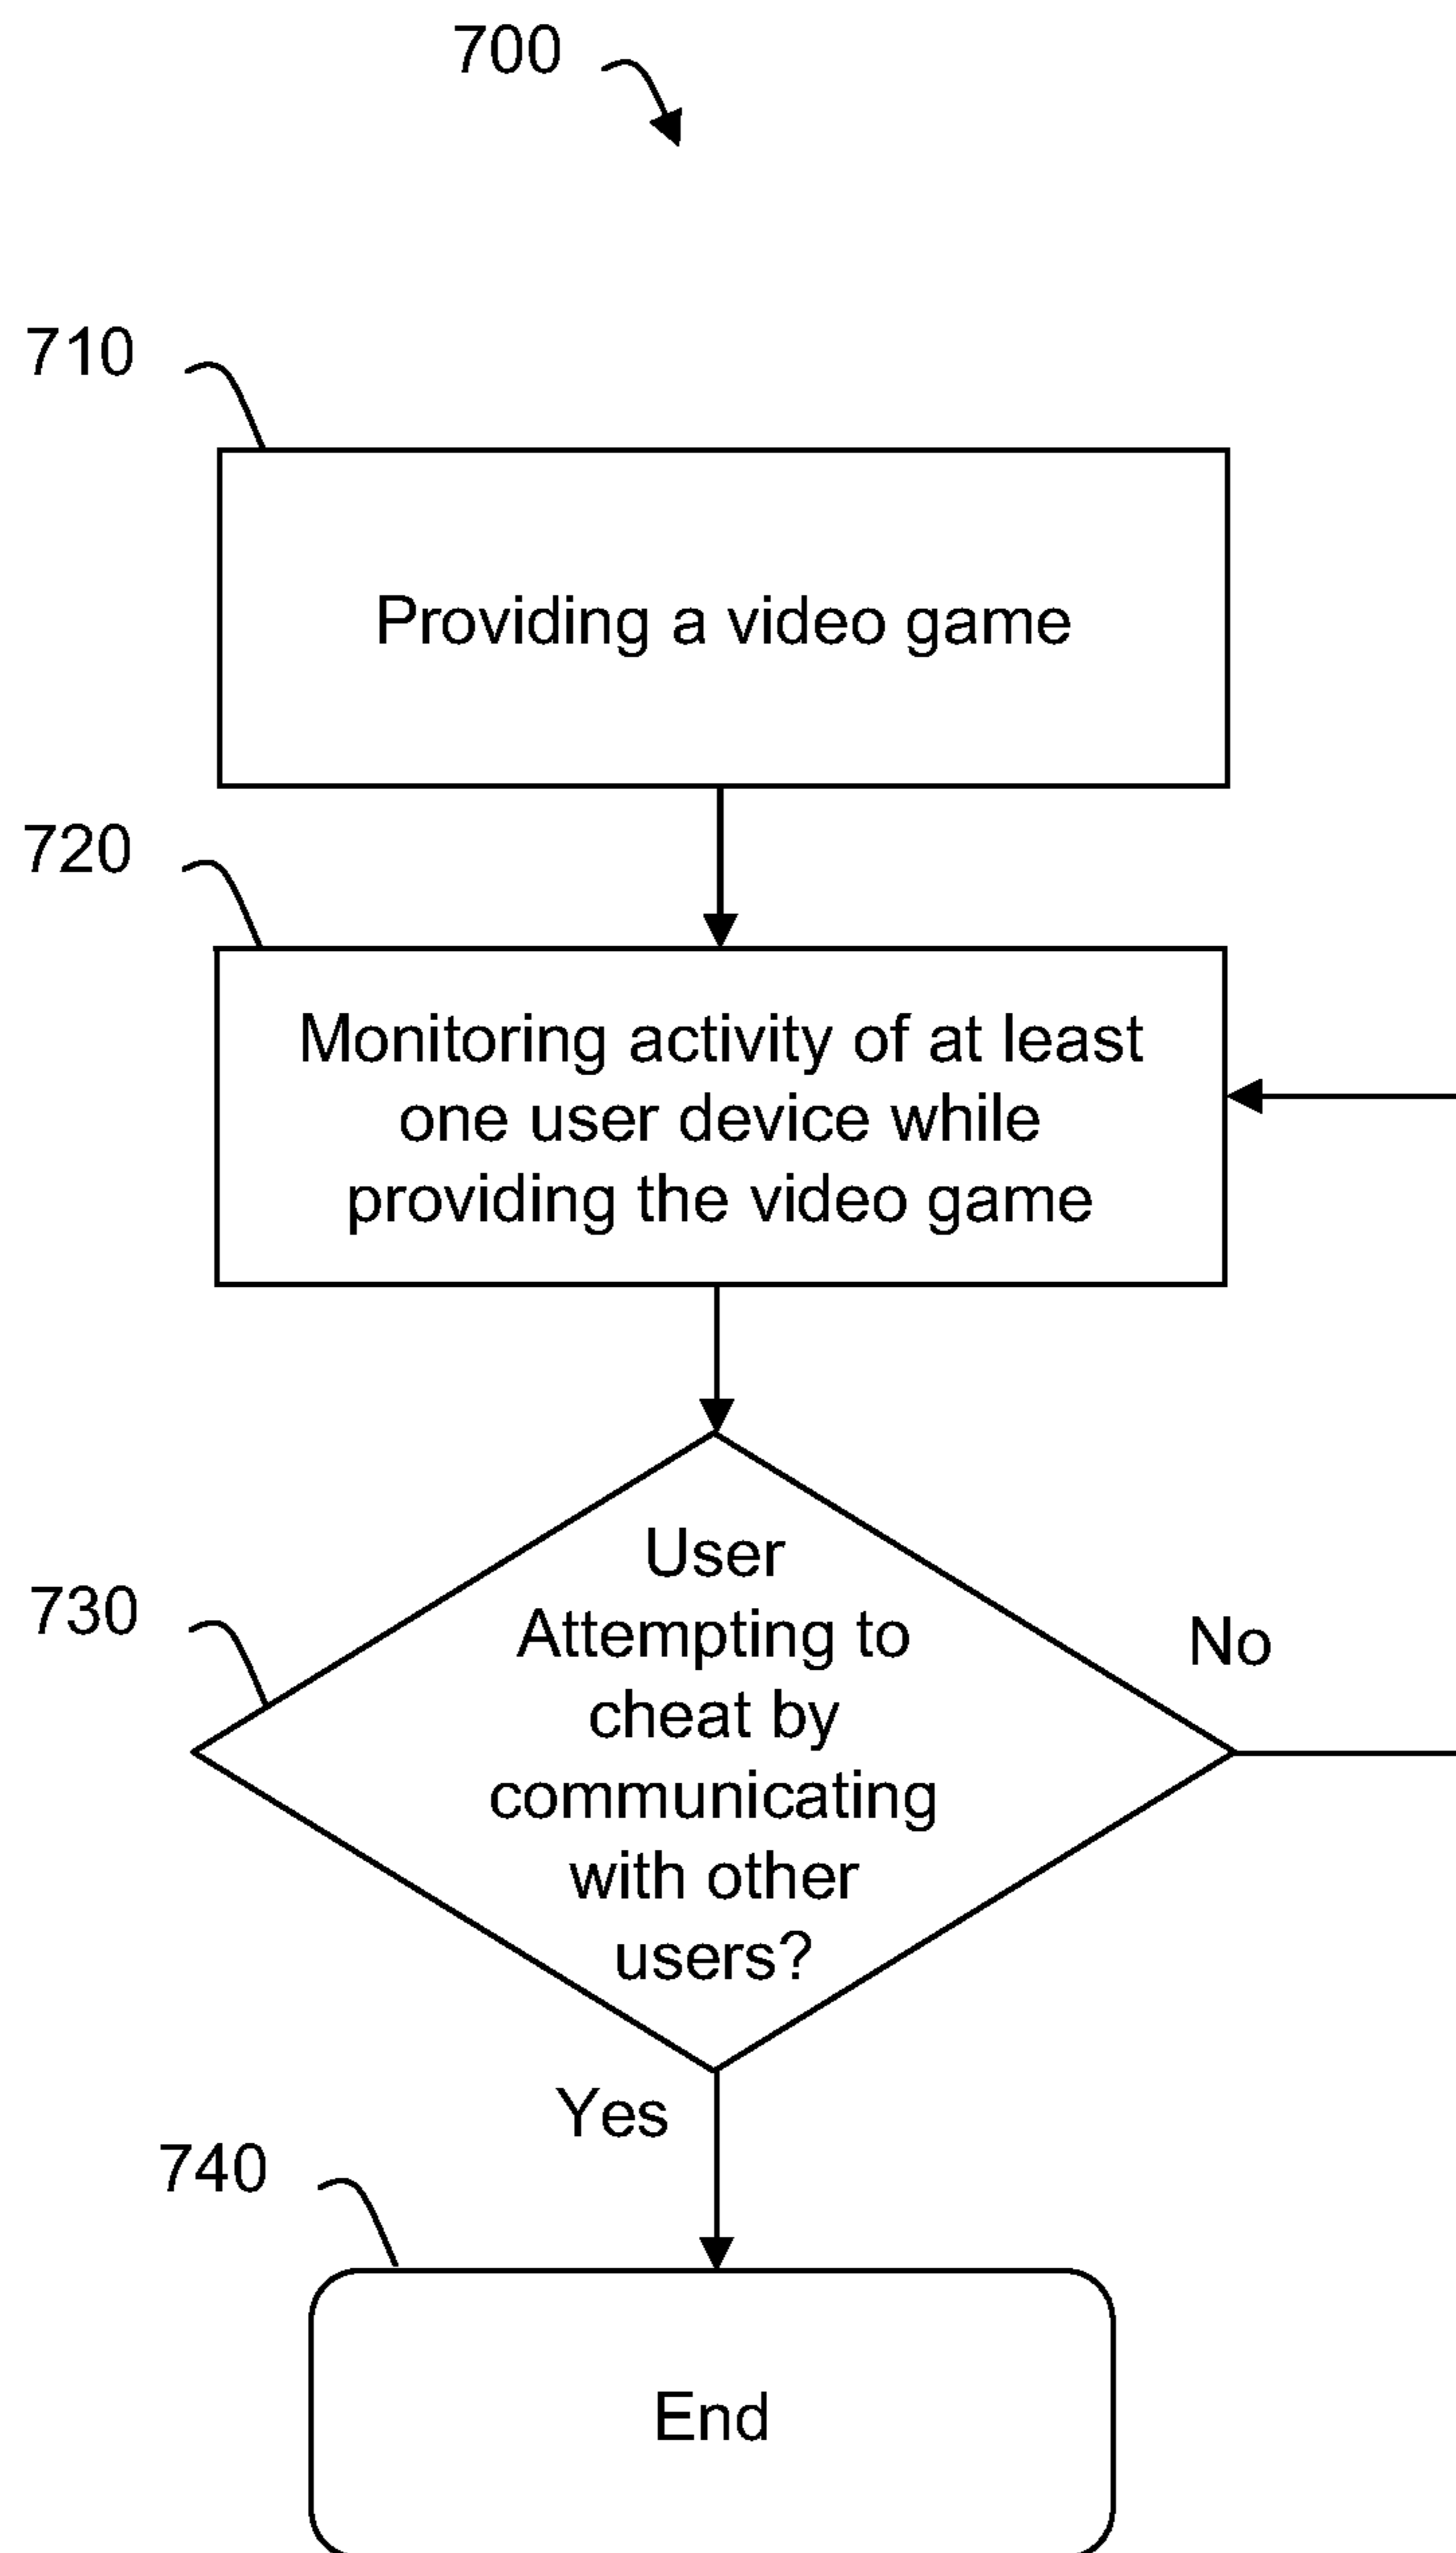 700
710
Providing a video game
720
Monitoring activity of at least
one user device while
providing the video game
730
User
Attempting to
cheat by
communicating
with other
users?
No
Yes
740
End